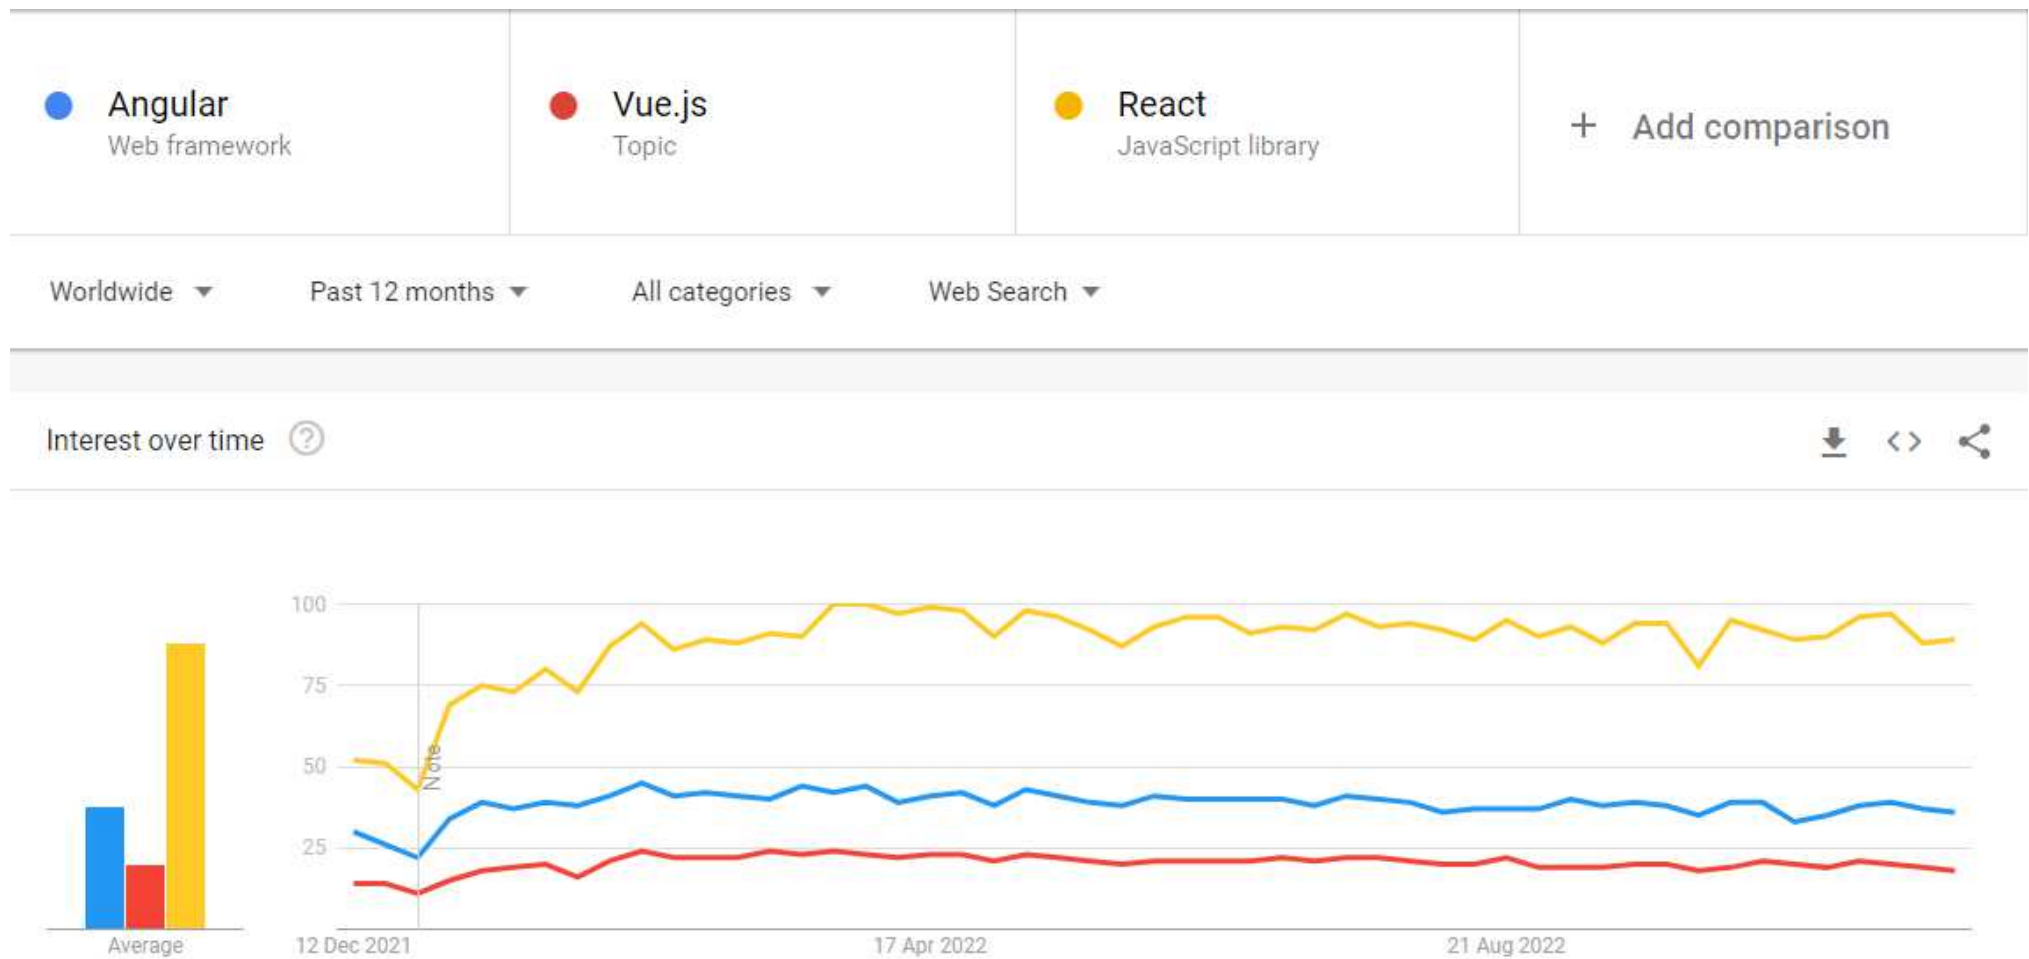 Angular
Web framework
Vue.js
Topic
React
JavaScript library
+ Add comparison
Worldwide
Past 12 months
All categories
Web Search
Interest over time
?
100
75
50
25
Note
Average
12 Dec 2021
17 Apr 2022
21 Aug 2022